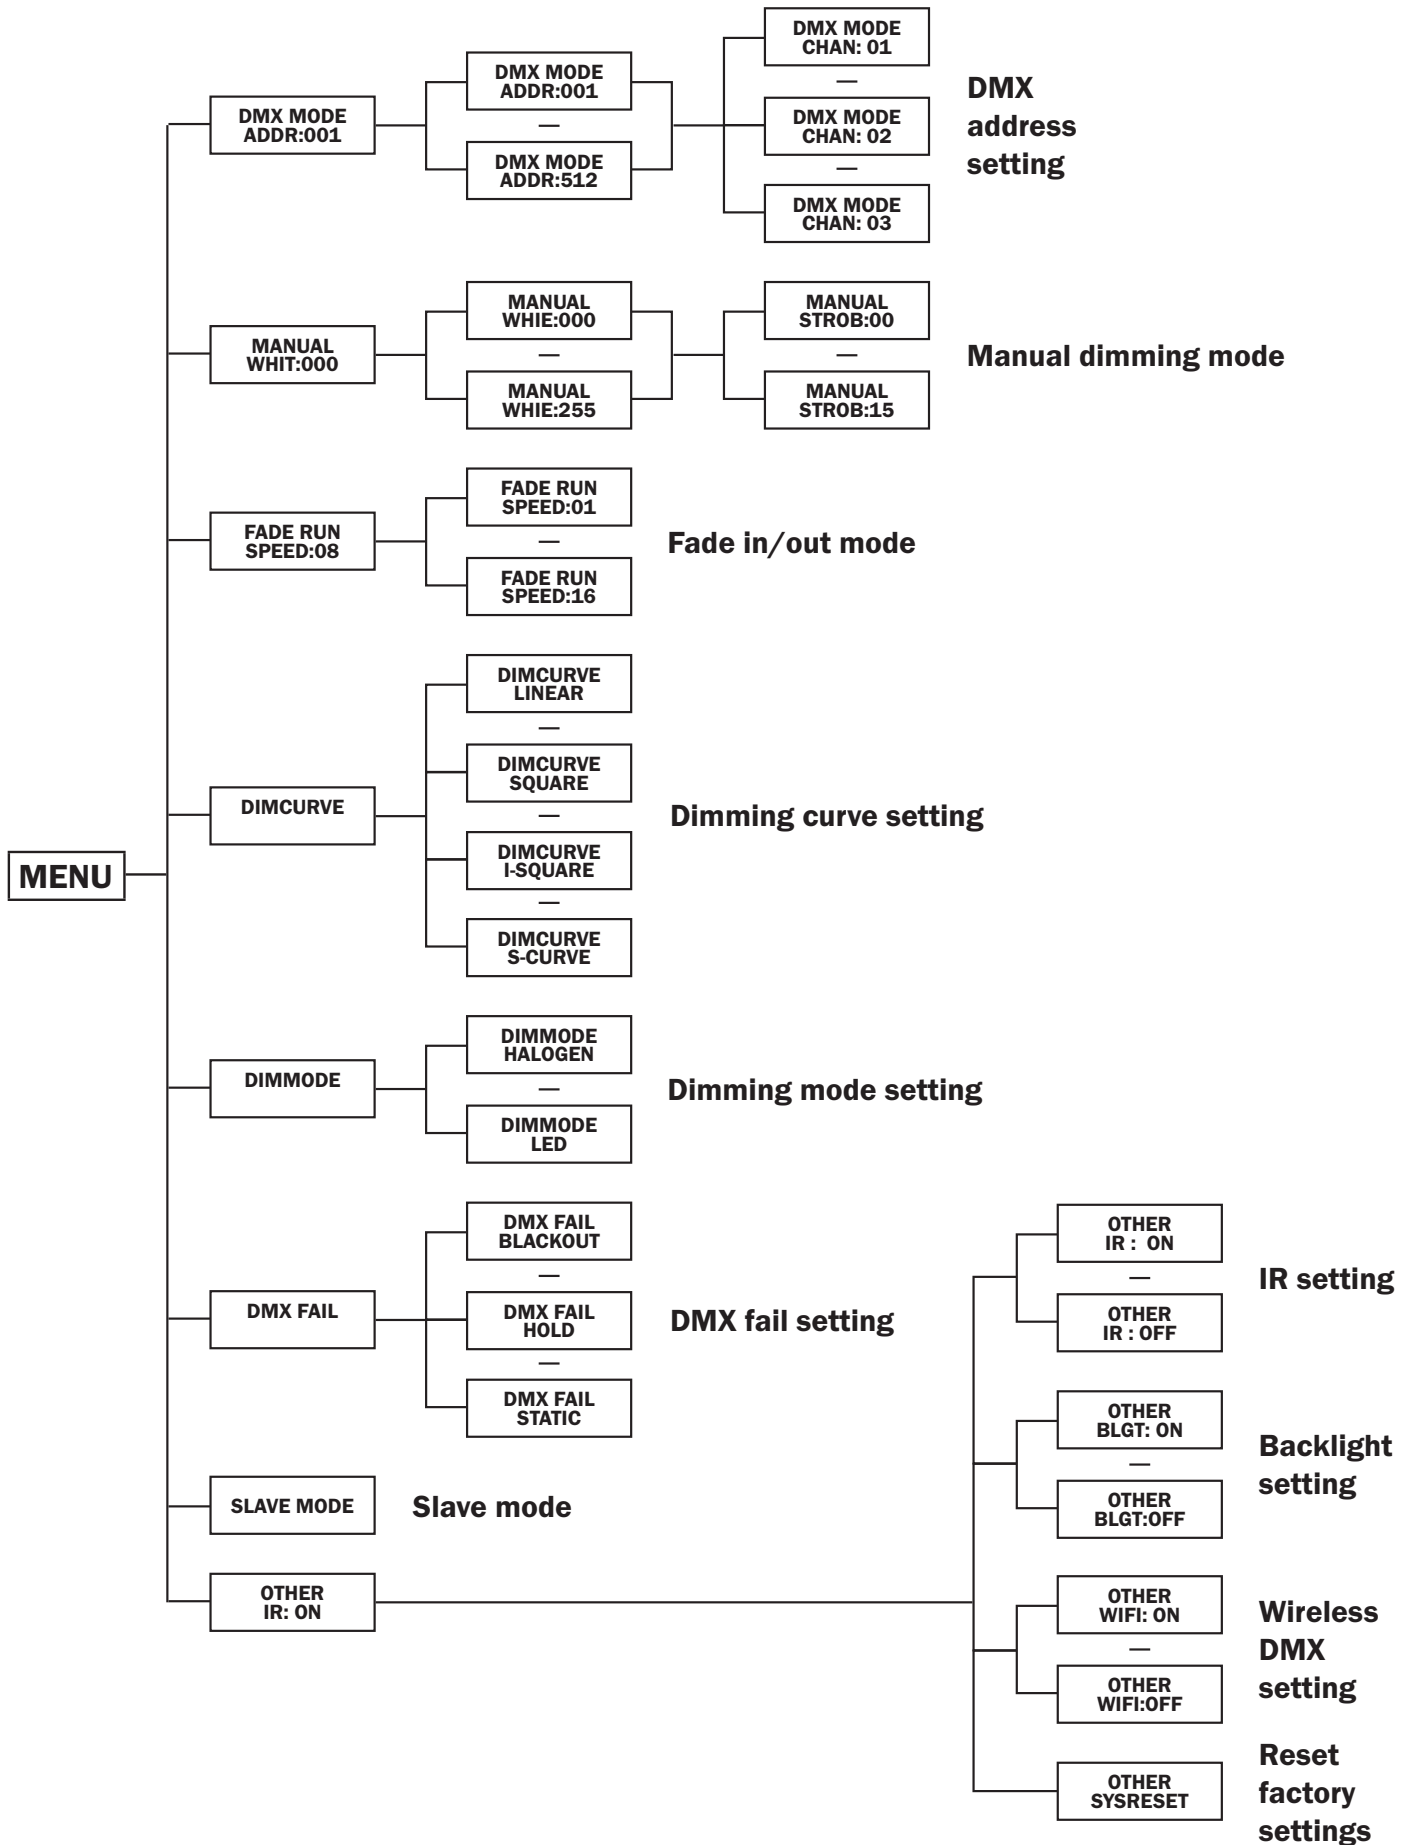 MENU
DMX MODE
ADDR:001
DMX MODE
ADDR:001
—
DMX MODE
ADDR:512
DMX MODE
CHAN: 01
—
DMX MODE
CHAN: 02
—
DMX MODE
CHAN: 03
DMX
address
setting
MANUAL
WHIT:000
MANUAL
WHIE:000
—
MANUAL
WHIE:255
MANUAL
STROB:00
—
MANUAL
STROB:15
Manual dimming mode
FADE RUN
SPEED:08
FADE RUN
SPEED:01
—
FADE RUN
SPEED:16
Fade in/out mode
DIMCURVE
DIMCURVE
LINEAR
—
DIMCURVE
SQUARE
—
DIMCURVE
I-SQUARE
—
DIMCURVE
S-CURVE
Dimming curve setting
DIMMODE
DIMMODE
HALOGEN
—
DIMMODE
LED
Dimming mode setting
DMX FAIL
DMX FAIL
BLACKOUT
—
DMX FAIL
HOLD
—
DMX FAIL
STATIC
DMX fail setting
SLAVE MODE
Slave mode
OTHER
IR: ON
OTHER
IR : ON
—
OTHER
IR : OFF
IR setting
OTHER
BLGT: ON
—
OTHER
BLGT:OFF
Backlight
setting
OTHER
WIFI: ON
—
OTHER
WIFI:OFF
Wireless
DMX
setting
OTHER
SYSRESET
Reset
factory
settings